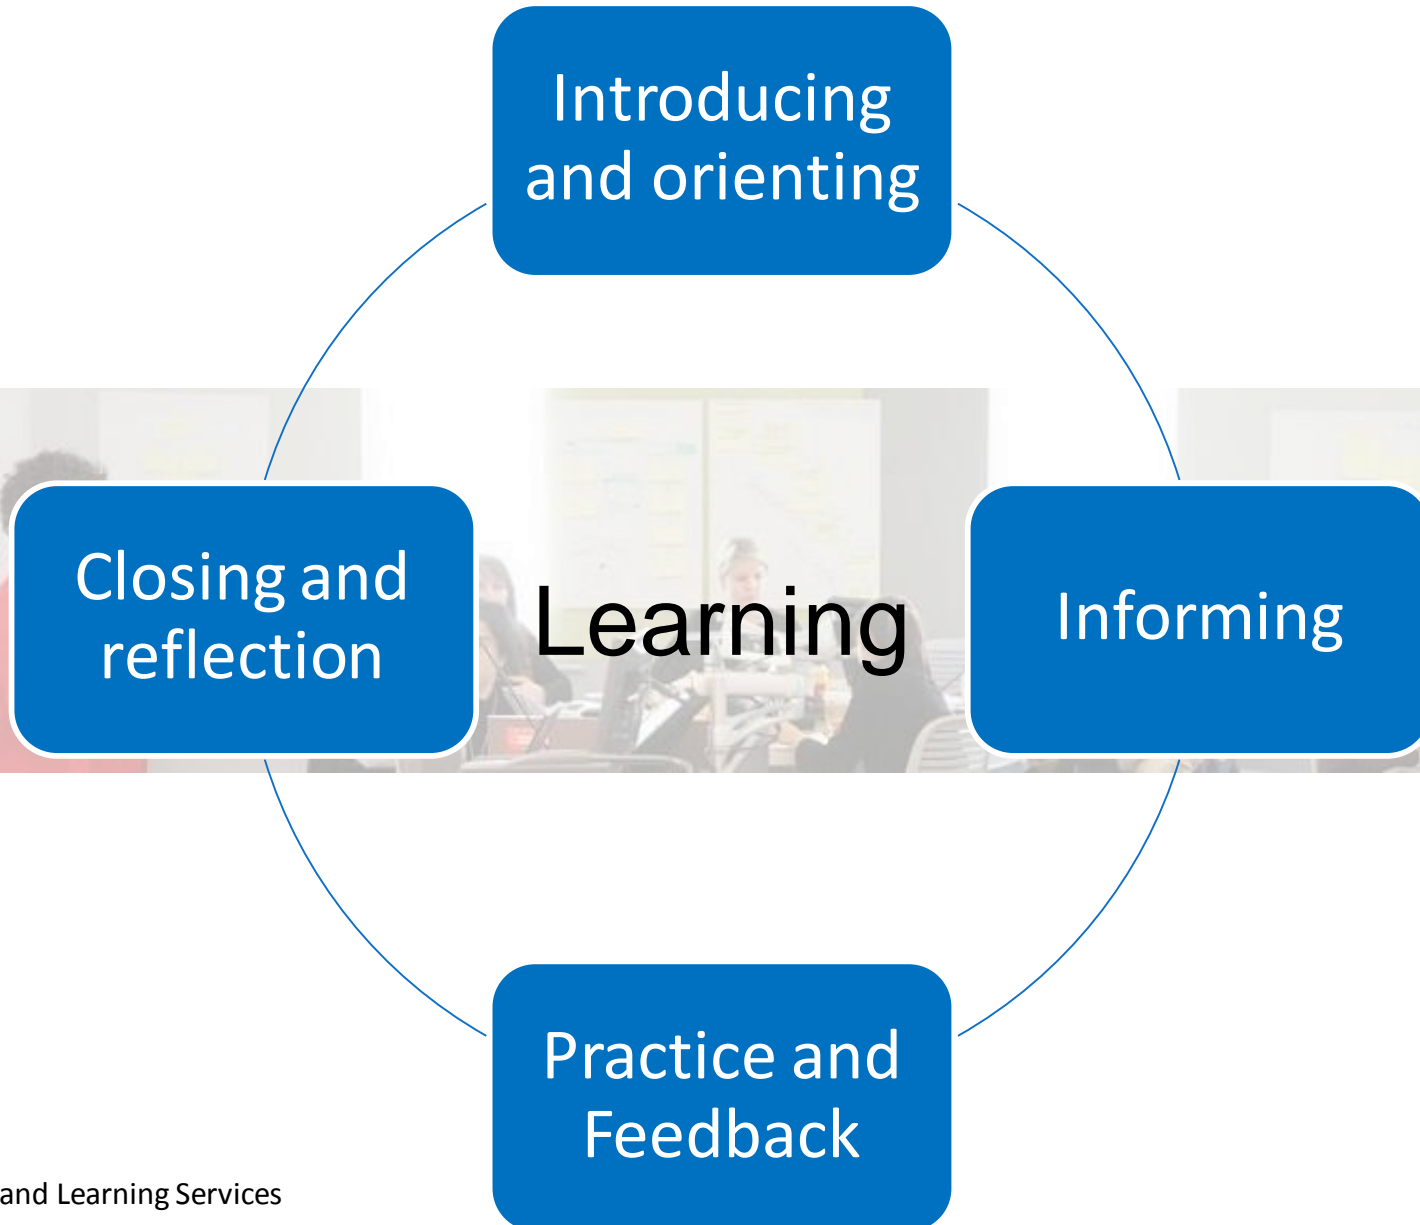 Introducing
and orienting
Closing and
reflection
Learning
Informing
Practice and
Feedback
and Learning Services